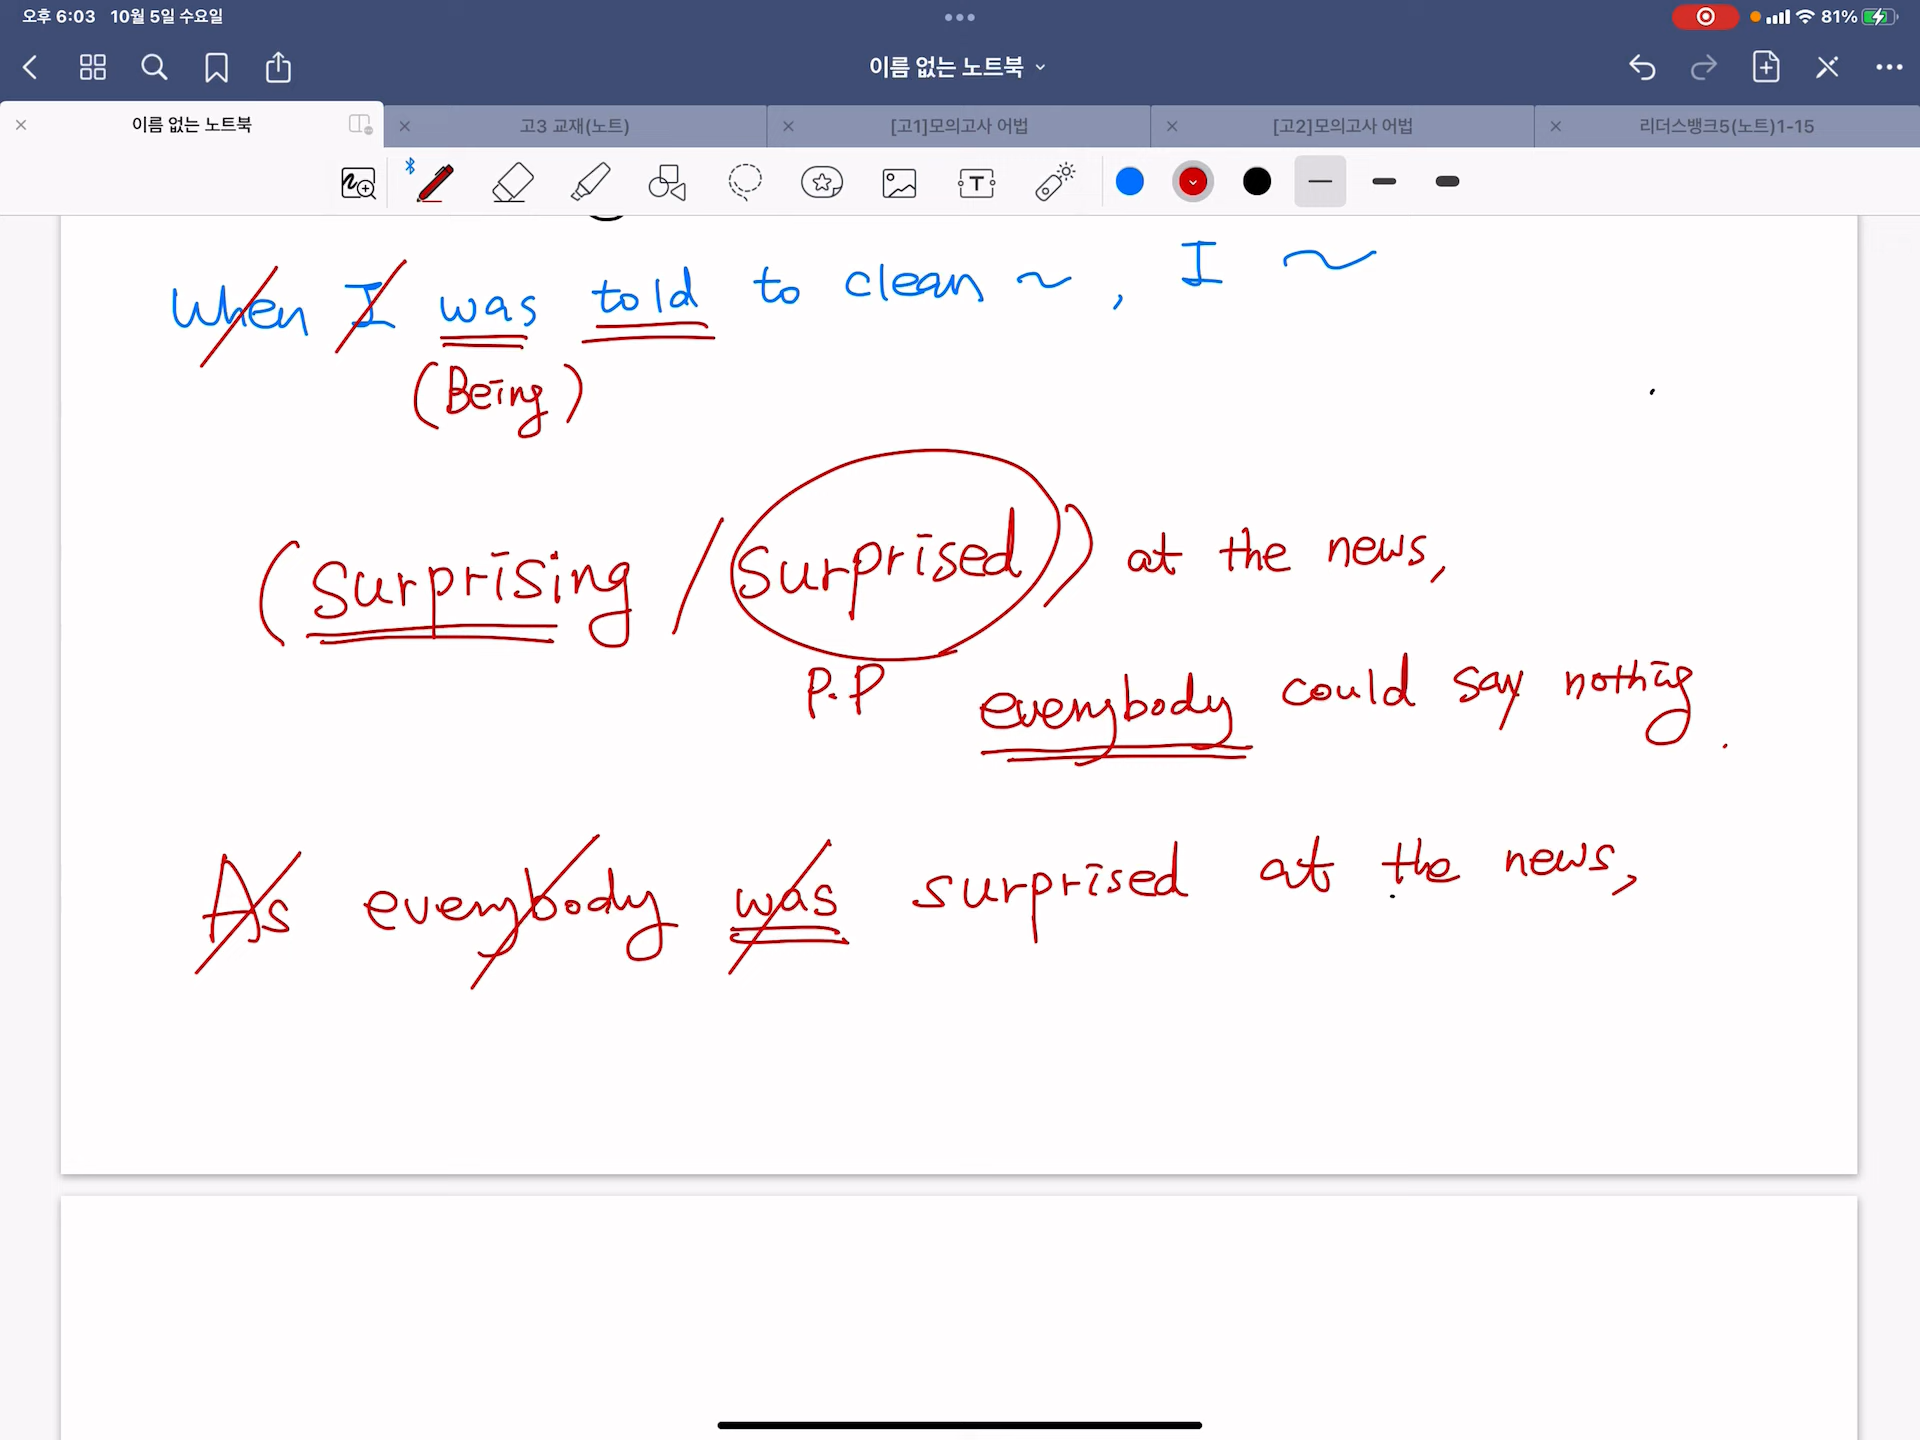 오후 6:03 10월 5일 수요일
81%
이름 없는 노트북
이름 없는 노트북
고3 교재(노트)
[고1]모의고사 어법
[고2]모의고사 어법
리더스뱅크5(노트)1-15
When I was told to clean ~ , I ~
(Being)
(Surprising / Surprised) at the news,
P.P everybody could say nothing.
As everybody was surprised at the news,